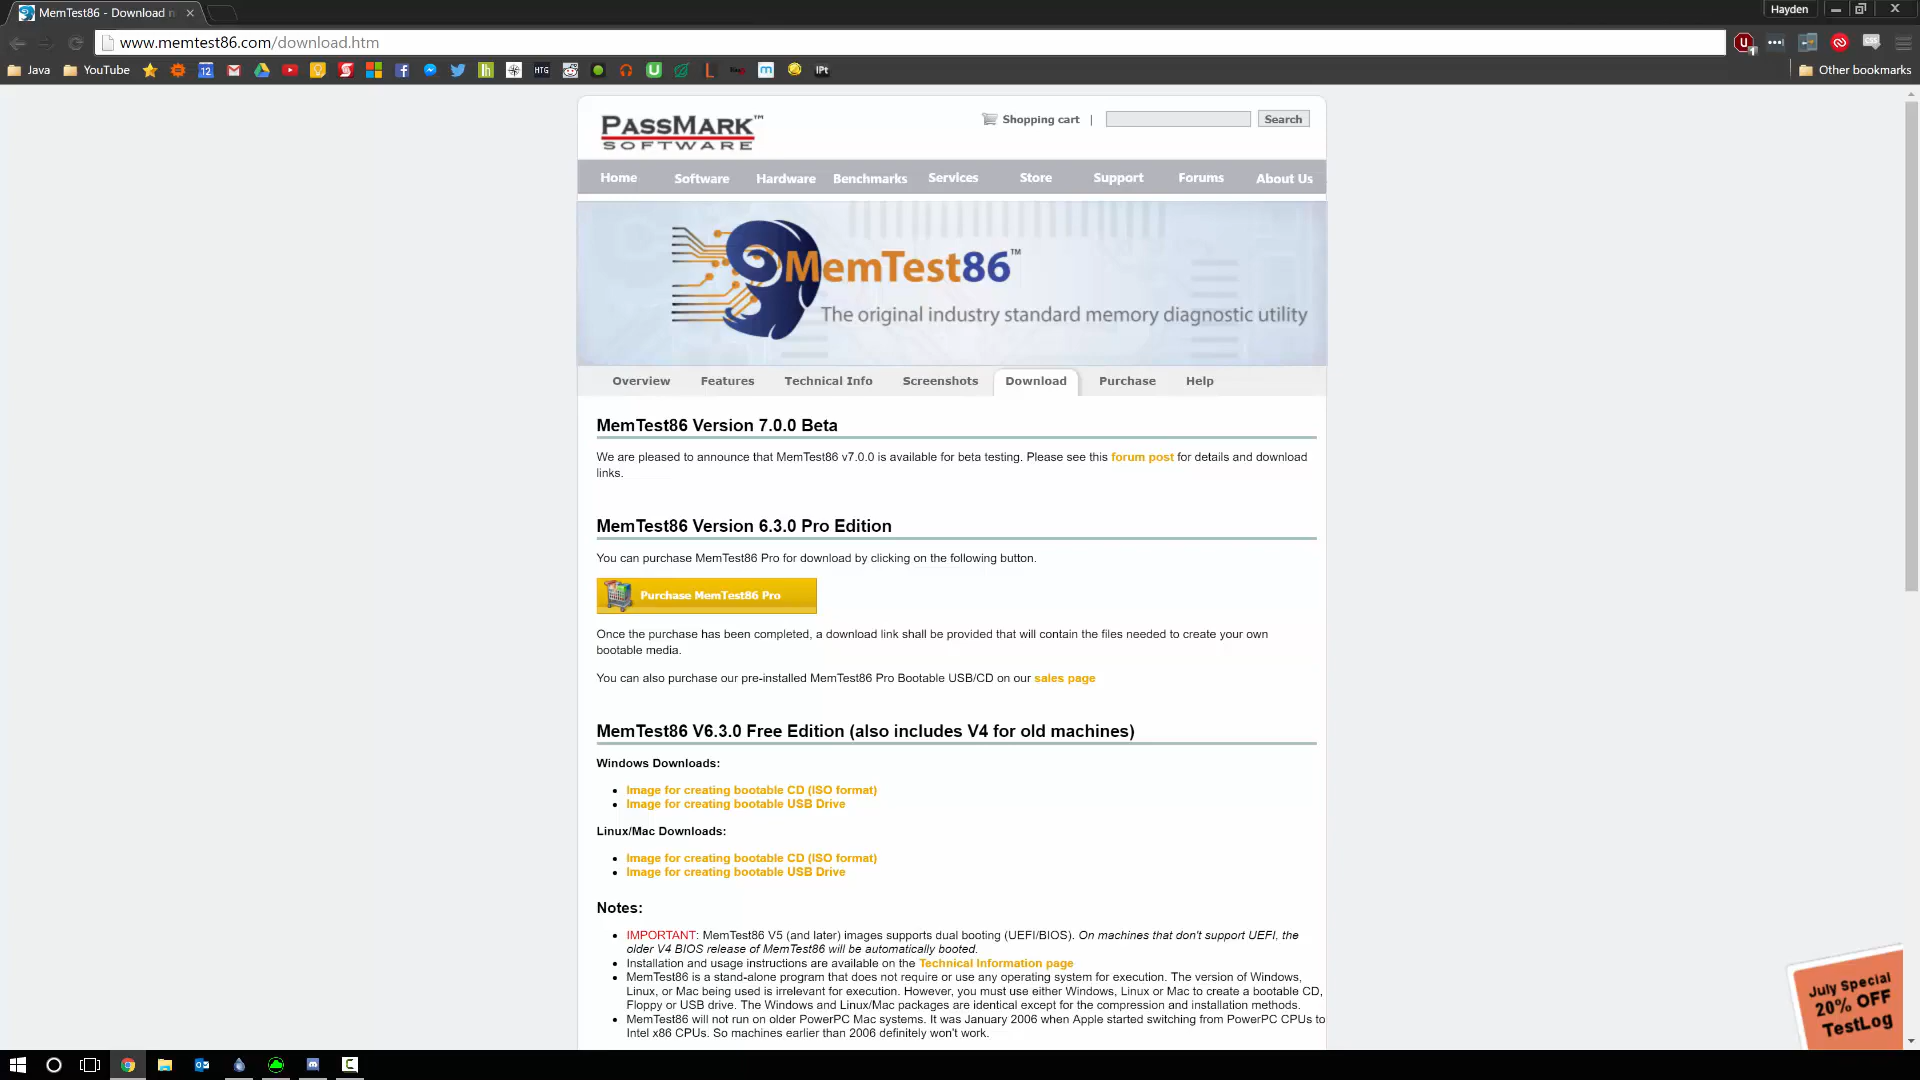 MemTest86 - Download n
Hayden
www.memtest86.com/download.htm
Java
YouTube
12
HTG
IPt
Other bookmarks
PASSMARK™
SOFTWARE
Shopping cart |
Search
Home
Software
Hardware
Benchmarks
Services
Store
Support
Forums
About Us
MemTest86™
The original industry standard memory diagnostic utility
Overview
Features
Technical Info
Screenshots
Download
Purchase
Help
MemTest86 Version 7.0.0 Beta
We are pleased to announce that MemTest86 v7.0.0 is available for beta testing. Please see this forum post for details and download
links.
MemTest86 Version 6.3.0 Pro Edition
You can purchase MemTest86 Pro for download by clicking on the following button.
Purchase MemTest86 Pro
Once the purchase has been completed, a download link shall be provided that will contain the files needed to create your own
bootable media.
You can also purchase our pre-installed MemTest86 Pro Bootable USB/CD on our sales page
MemTest86 V6.3.0 Free Edition (also includes V4 for old machines)
Windows Downloads:
Image for creating bootable CD (ISO format)
Image for creating bootable USB Drive
Linux/Mac Downloads:
Image for creating bootable CD (ISO format)
Image for creating bootable USB Drive
Notes:
IMPORTANT: MemTest86 V5 (and later) images supports dual booting (UEFI/BIOS). On machines that don't support UEFI, the
older V4 BIOS release of MemTest86 will be automatically booted.
Installation and usage instructions are available on the Technical Information page
MemTest86 is a stand-alone program that does not require or use any operating system for execution. The version of Windows,
Linux, or Mac being used is irrelevant for execution. However, you must use either Windows, Linux or Mac to create a bootable CD,
Floppy or USB drive. The Windows and Linux/Mac packages are identical except for the compression and installation methods.
MemTest86 will not run on older PowerPC Mac systems. It was January 2006 when Apple started switching from PowerPC CPUs to
Intel x86 CPUs. So machines earlier than 2006 definitely won't work.
July Special
20% OFF
TestLog